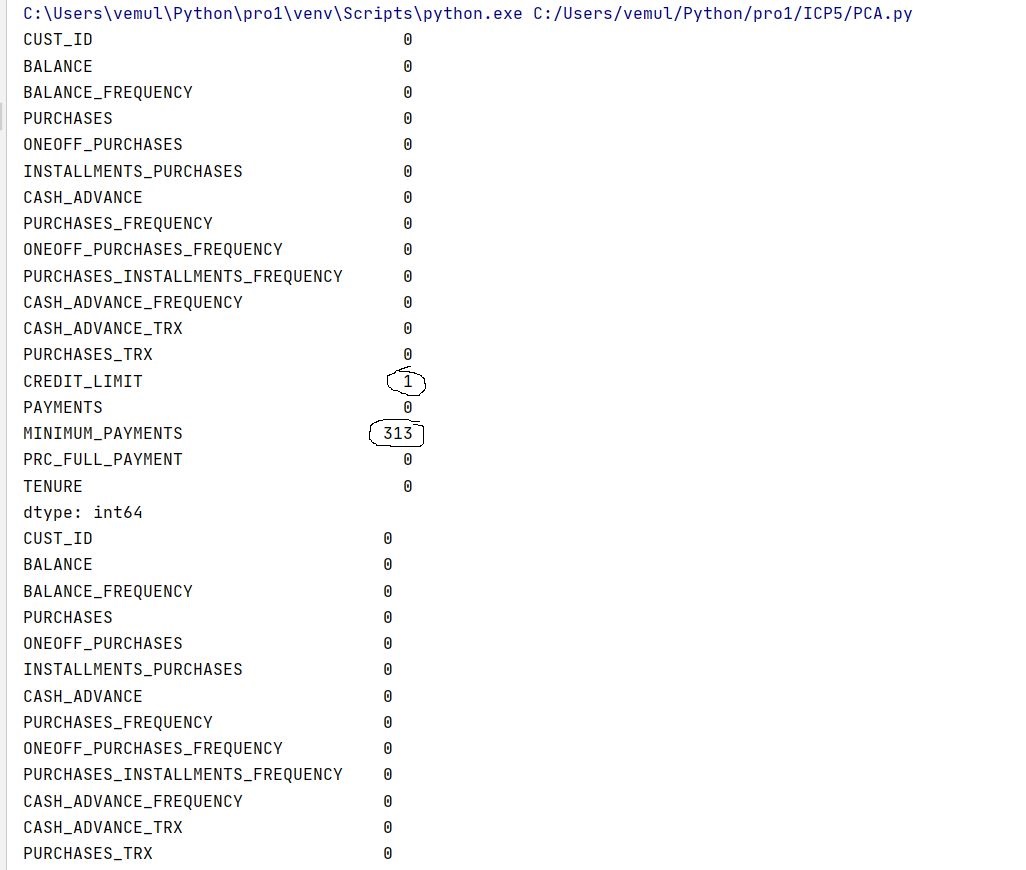 C:\Users\vemul\Python\pro1\venv\Scripts\python.exe C:/Users/vemul/Python/pro1/ICP5/PCA.py
CUST_ID 0
BALANCE 0
BALANCE_FREQUENCY 0
PURCHASES 0
ONEOFF_PURCHASES 0
INSTALLMENTS_PURCHASES 0
CASH_ADVANCE 0
PURCHASES_FREQUENCY 0
ONEOFF_PURCHASES_FREQUENCY 0
PURCHASES_INSTALLMENTS_FREQUENCY 0
CASH_ADVANCE_FREQUENCY 0
CASH_ADVANCE_TRX 0
PURCHASES_TRX 0
CREDIT_LIMIT 1
PAYMENTS 0
MINIMUM_PAYMENTS 313
PRC_FULL_PAYMENT 0
TENURE 0
dtype: int64
CUST_ID 0
BALANCE 0
BALANCE_FREQUENCY 0
PURCHASES 0
ONEOFF_PURCHASES 0
INSTALLMENTS_PURCHASES 0
CASH_ADVANCE 0
PURCHASES_FREQUENCY 0
ONEOFF_PURCHASES_FREQUENCY 0
PURCHASES_INSTALLMENTS_FREQUENCY 0
CASH_ADVANCE_FREQUENCY 0
CASH_ADVANCE_TRX 0
PURCHASES_TRX 0